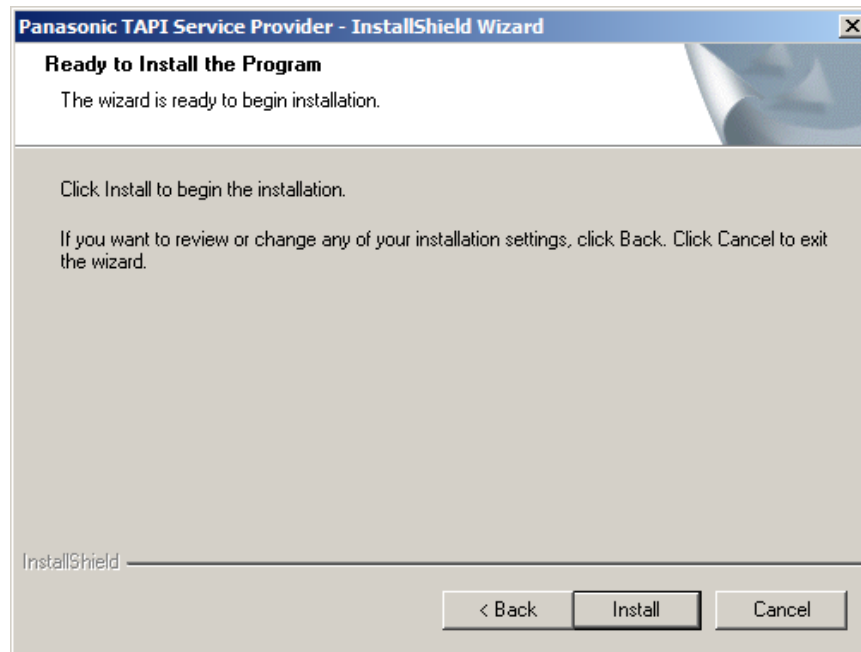 Panasonic TAPI Service Provider - InstallShield Wizard
Ready to Install the Program
The wizard is ready to begin installation.
Click Install to begin the installation.
If you want to review or change any of your installation settings, click Back. Click Cancel to exit
the wizard.
InstallShield
< Back Install Cancel